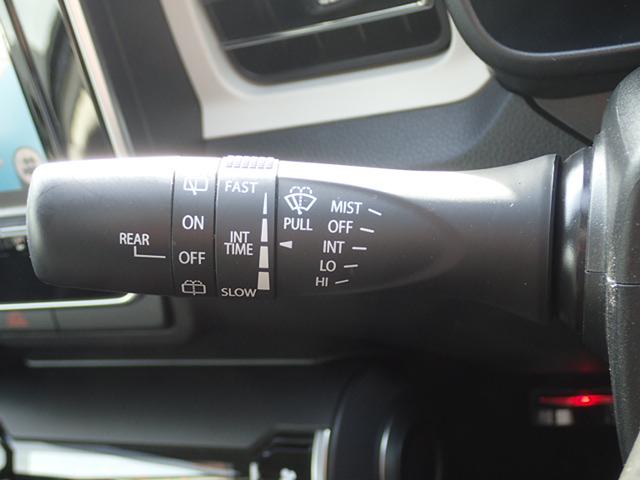 REAR
ON
OFF
FAST
INT
TIME
SLOW
PULL
MIST
OFF
INT
LO
HI